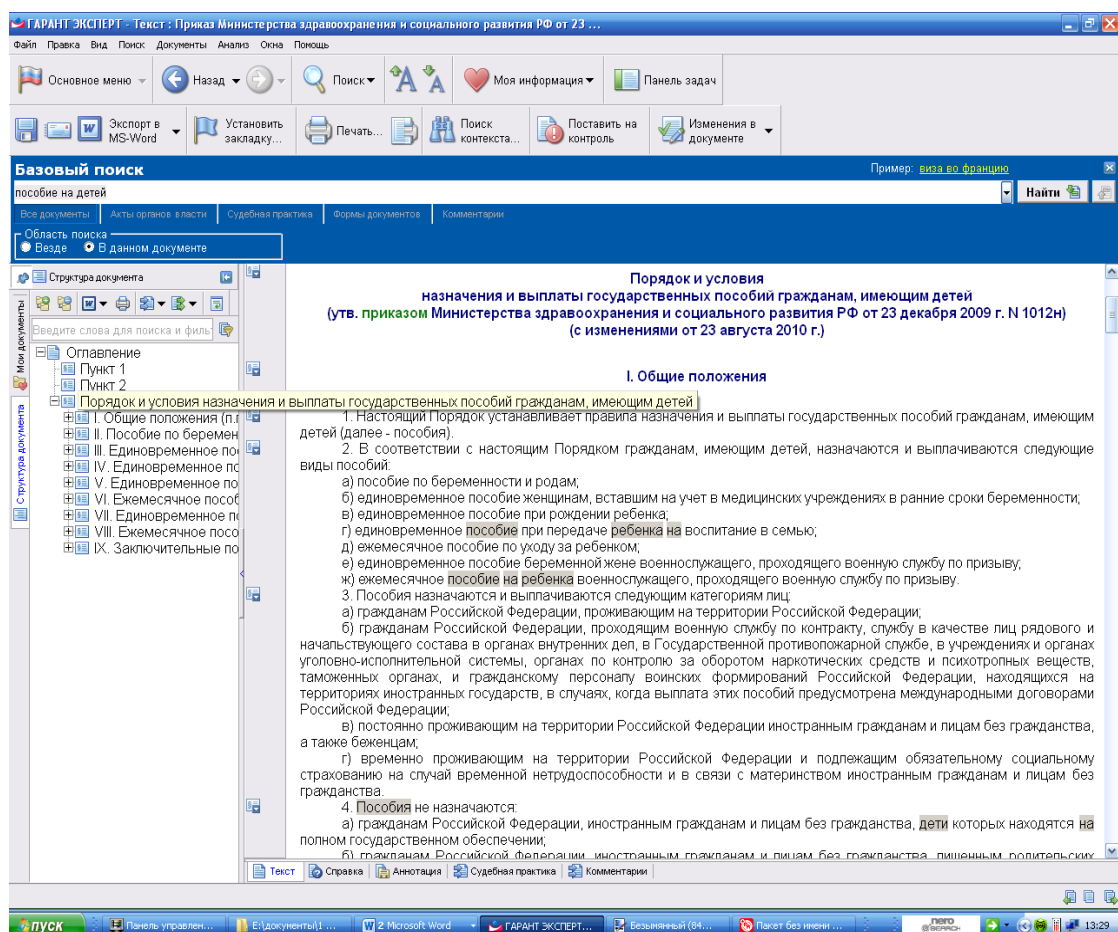 ГАРАНТ ЭКСПЕРТ - Текст : Приказ Министерства здравоохранения и социального развития РФ от 23 ...
Файл Правка Вид Поиск Документы Анализ Окна Помощь
Основное меню Назад Поиск Моя информация Панель задач
Экспорт в MS-Word Установить закладку... Печать... Поиск контекста... Поставить на контроль Изменения в документе
Базовый поиск Пример: виза во францию
пособие на детей Найти
Все документы Акты органов власти Судебная практика Формы документов Комментарии
Область поиска
Везде В данном документе
Структура документа
Мои документы
Структура документа
Введите слова для поиска и филь
Оглавление
Пункт 1
Пункт 2
Порядок и условия назначения и выплаты государственных пособий гражданам, имеющим детей
I. Общие положения (п.п
II. Пособие по беремен
III. Единовременное по
IV. Единовременное по
V. Единовременное по
VI. Ежемесячное пособ
VII. Единовременное п
VIII. Ежемесячное посо
IX. Заключительные по
Порядок и условия
назначения и выплаты государственных пособий гражданам, имеющим детей
(утв. приказом Министерства здравоохранения и социального развития РФ от 23 декабря 2009 г. N 1012н)
(с изменениями от 23 августа 2010 г.)
I. Общие положения
1. Настоящий Порядок устанавливает правила назначения и выплаты государственных пособий гражданам, имеющим
детей (далее - пособия).
2. В соответствии с настоящим Порядком гражданам, имеющим детей, назначаются и выплачиваются следующие
виды пособий:
а) пособие по беременности и родам;
б) единовременное пособие женщинам, вставшим на учет в медицинских учреждениях в ранние сроки беременности;
в) единовременное пособие при рождении ребенка;
г) единовременное пособие при передаче ребенка на воспитание в семью;
д) ежемесячное пособие по уходу за ребенком;
е) единовременное пособие беременной жене военнослужащего, проходящего военную службу по призыву;
ж) ежемесячное пособие на ребенка военнослужащего, проходящего военную службу по призыву.
3. Пособия назначаются и выплачиваются следующим категориям лиц:
а) гражданам Российской Федерации, проживающим на территории Российской Федерации;
б) гражданам Российской Федерации, проходящим военную службу по контракту, службу в качестве лиц рядового и
начальствующего состава в органах внутренних дел, в Государственной противопожарной службе, в учреждениях и органах
уголовно-исполнительной системы, органах по контролю за оборотом наркотических средств и психотропных веществ,
таможенных органах, и гражданскому персоналу воинских формирований Российской Федерации, находящихся на
территориях иностранных государств, в случаях, когда выплата этих пособий предусмотрена международными договорами
Российской Федерации;
в) постоянно проживающим на территории Российской Федерации иностранным гражданам и лицам без гражданства,
а также беженцам;
г) временно проживающим на территории Российской Федерации и подлежащим обязательному социальному
страхованию на случай временной нетрудоспособности и в связи с материнством иностранным гражданам и лицам без
гражданства.
4. Пособия не назначаются:
а) гражданам Российской Федерации, иностранным гражданам и лицам без гражданства, дети которых находятся на
полном государственном обеспечении;
б) гражданам Российской Федерации, иностранным гражданам и лицам без гражданства, лишенным родительских
Текст Справка Аннотация Судебная практика Комментарии
пуск Панель управлен... E:\документы\1 ... 2 Microsoft Word ГАРАНТ ЭКСПЕРТ... Безымянный (84... Пакет без имени ... nero SEARCH 13:29